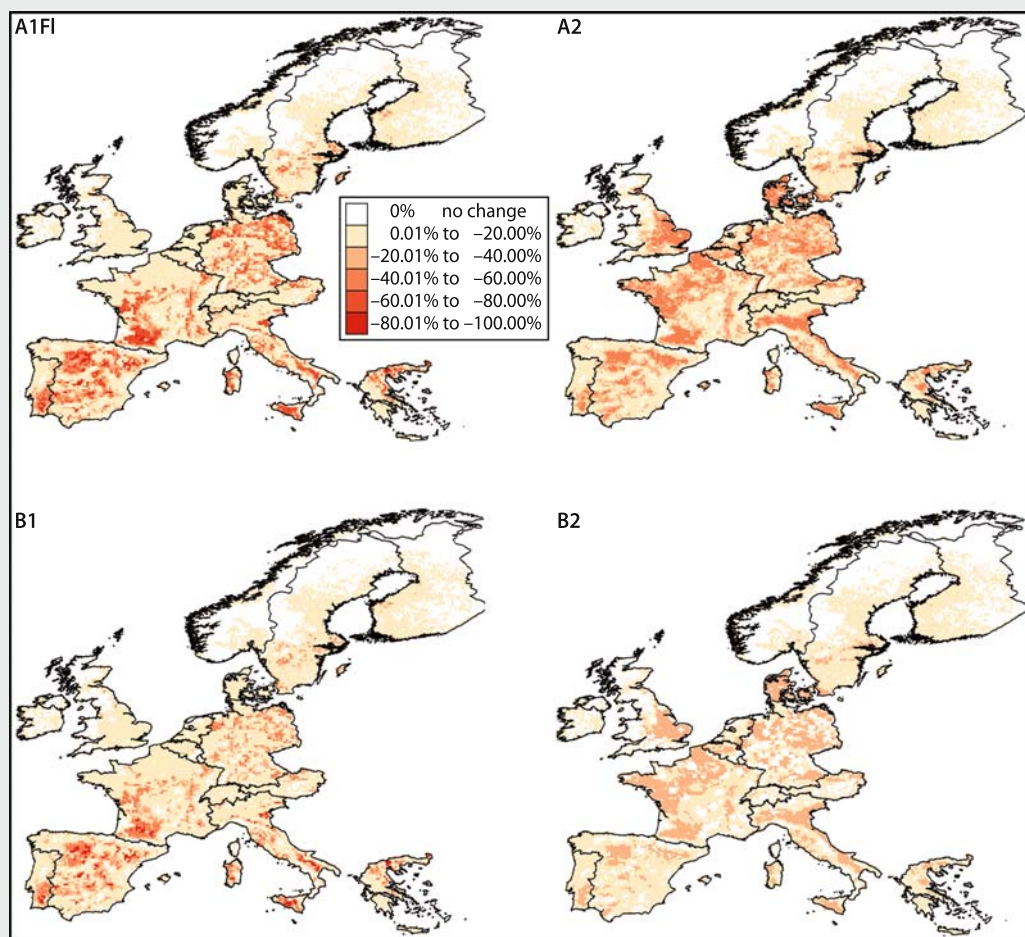 A1FI
A2
0% no change
0.01% to –20.00%
–20.01% to –40.00%
–40.01% to –60.00%
–60.01% to –80.00%
–80.01% to –100.00%
B1
B2